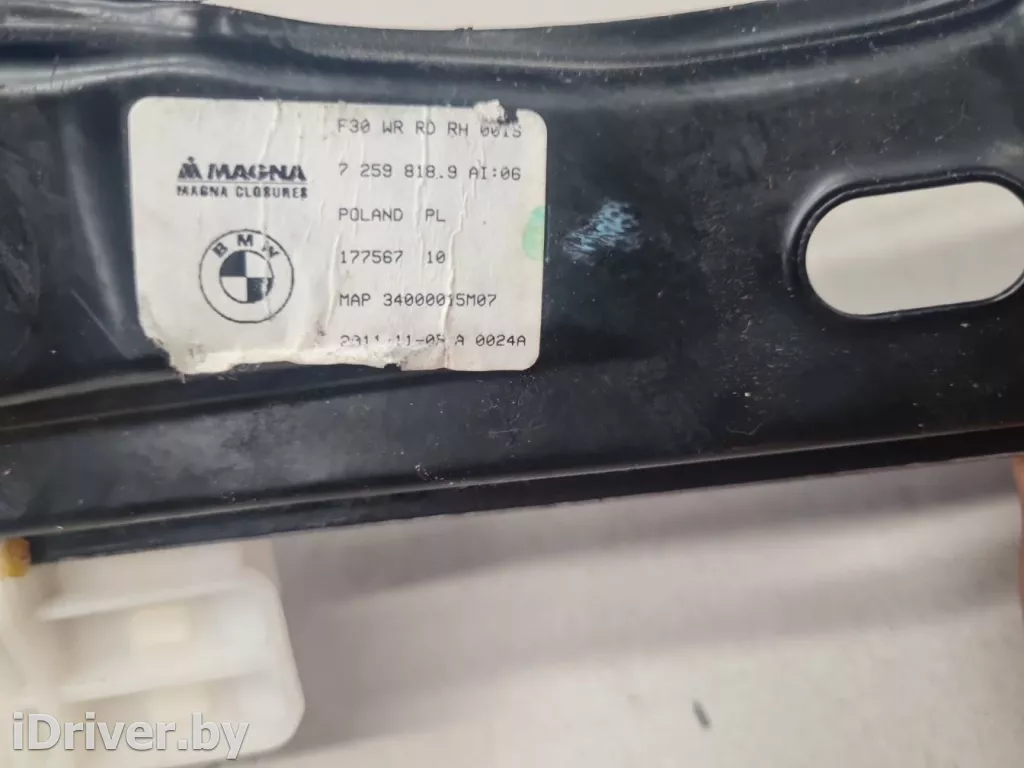 F30 WR RD RH
MAGNA
MAGNA CLOSURES
7 259 818.9 AI:06
POLAND PL
BMW
177567 10
MAP 34000015M07
A 0024A
iDriver.by